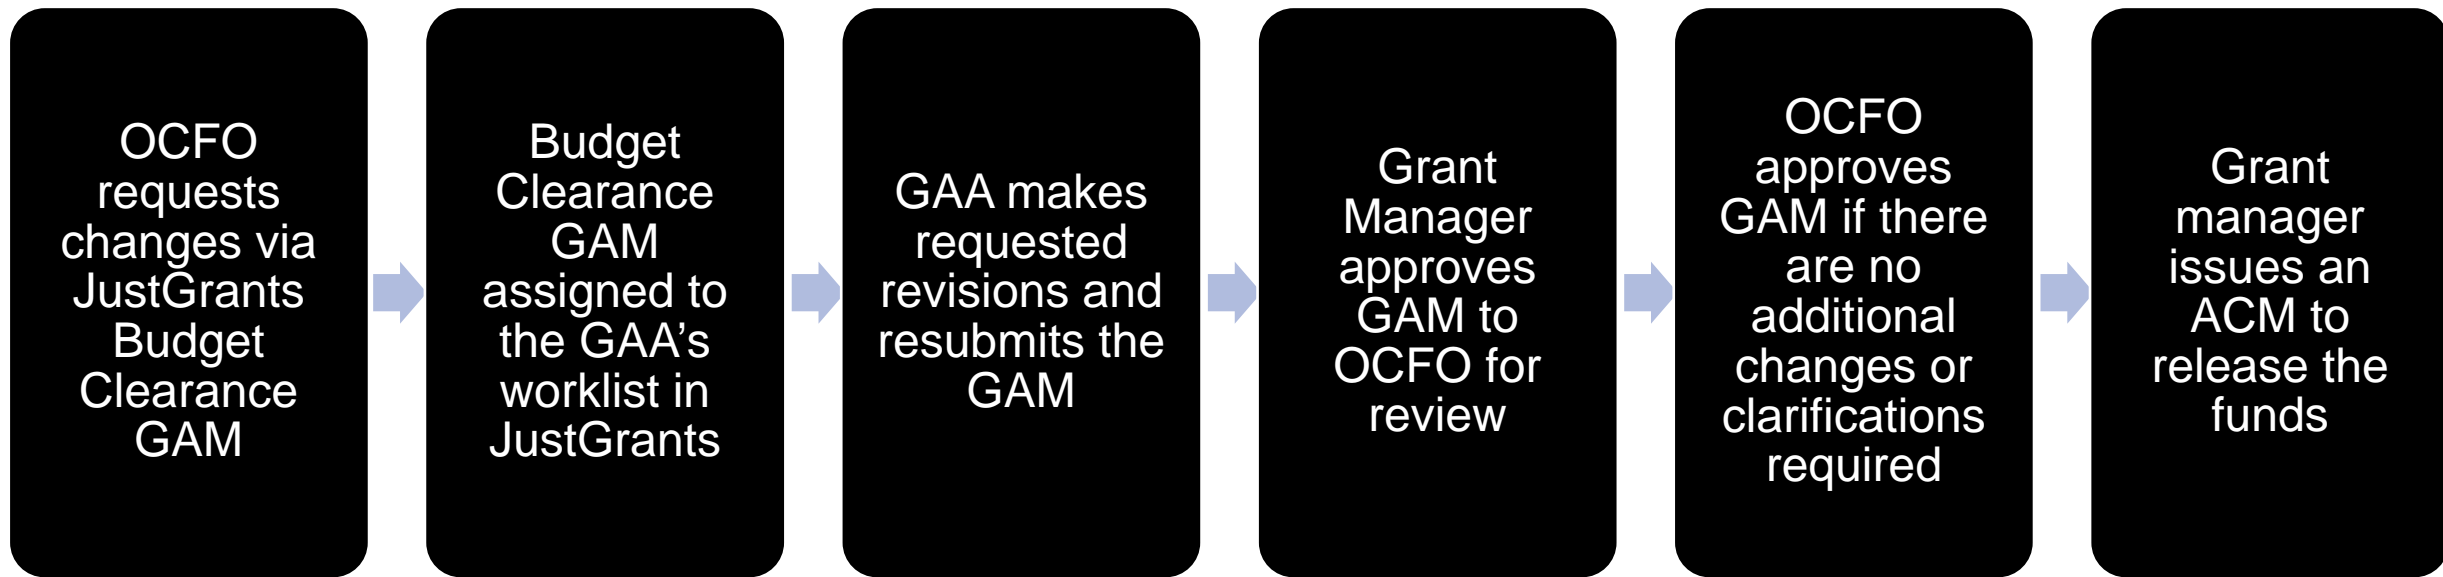 OCFO
requests
changes via
JustGrants
Budget
Clearance
GAM
Budget
Clearance
GAM
assigned to
the GAA’s
worklist in
JustGrants
GAA makes
requested
revisions and
resubmits the
GAM
Grant
Manager
approves
GAM to
OCFO for
review
OCFO
approves
GAM if there
are no
additional
changes or
clarifications
required
Grant
manager
issues an
ACM to
release the
funds